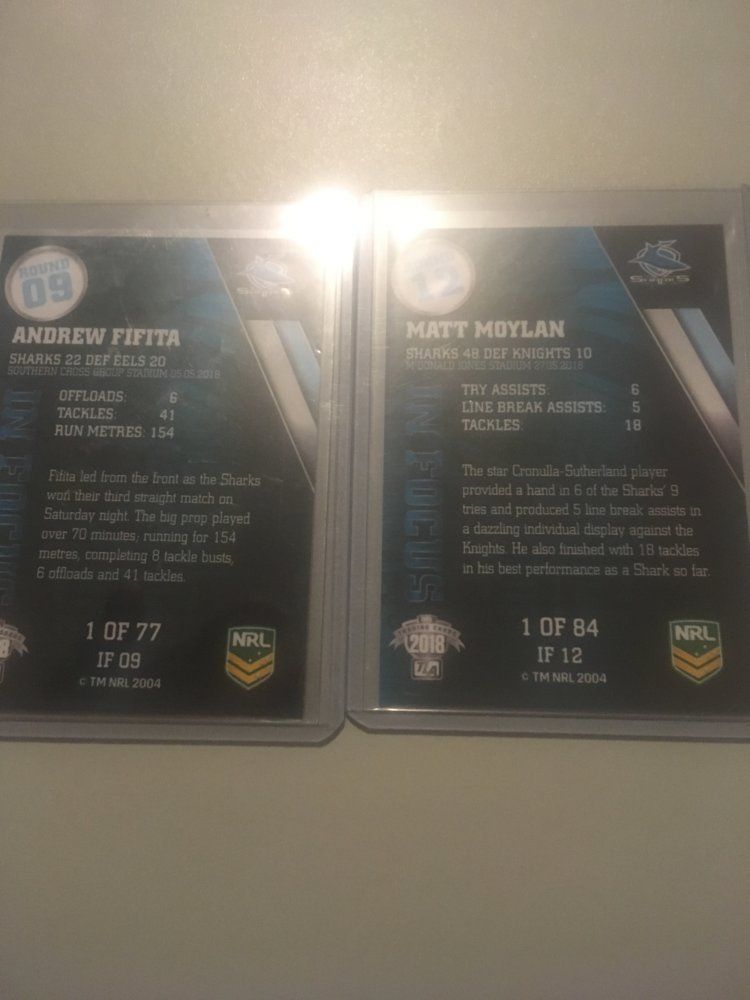 ROUND
09
ANDREW FIFITA
SHARKS 22 DEF EELS 20
SOUTHERN CROSS GROUP STADIUM 05.05.2018
OFFLOADS: 6
TACKLES: 41
RUN METRES: 154
IN FOCUS
Fifita led from the front as the Sharks
won their third straight match on
Saturday night. The big prop played
over 70 minutes; running for 154
metres, completing 8 tackle busts,
6 offloads and 41 tackles.
1 OF 77
IF 09
© TM NRL 2004
NRL
SHARKS
12
MATT MOYLAN
SHARKS 48 DEF KNIGHTS 10
MCDONALD JONES STADIUM 27.05.2018
TRY ASSISTS: 6
LINE BREAK ASSISTS: 5
TACKLES: 18
IN FOCUS
The star Cronulla-Sutherland player
provided a hand in 6 of the Sharks' 9
tries and produced 5 line break assists in
a dazzling individual display against the
Knights. He also finished with 18 tackles
in his best performance as a Shark so far.
TRADING CARDS
2018
1 OF 84
IF 12
© TM NRL 2004
NRL